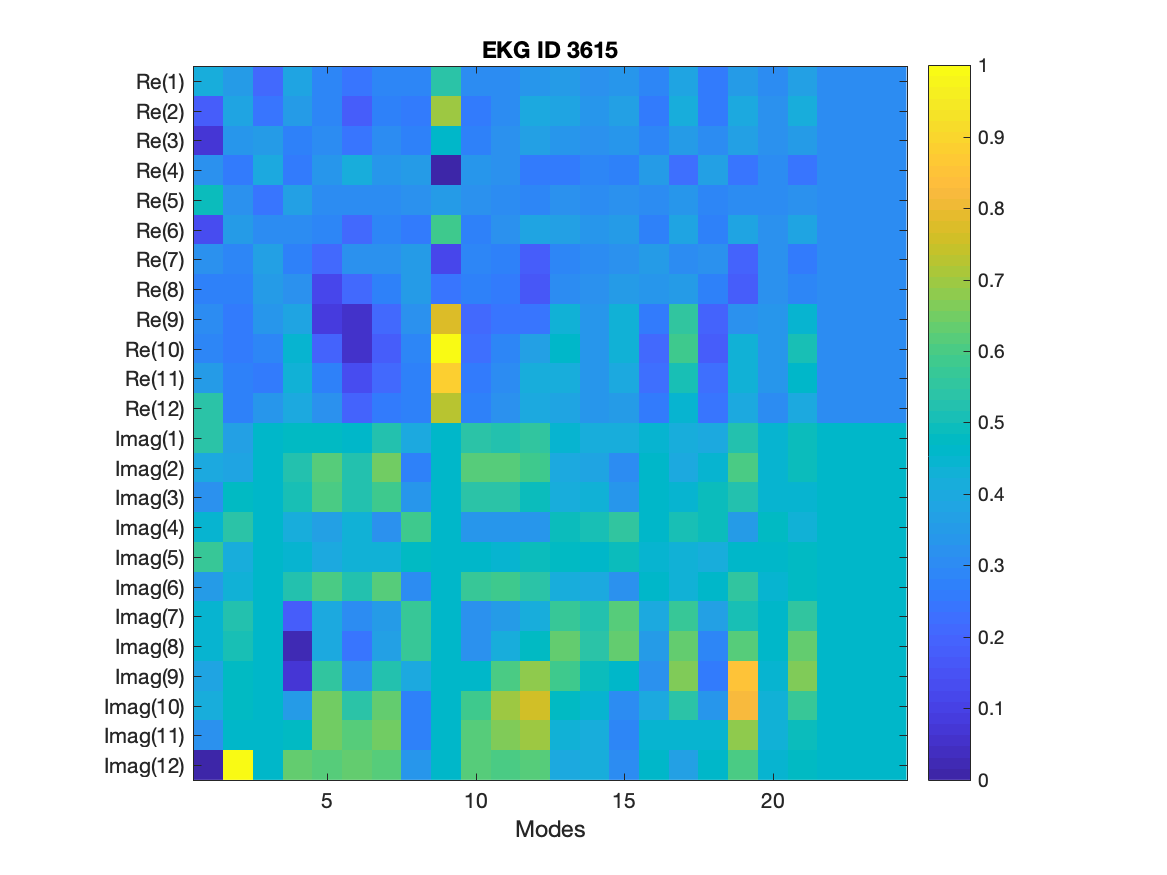 EKG ID 3615
Re(1)
Re(2)
Re(3)
Re(4)
Re(5)
Re(6)
Re(7)
Re(8)
Re(9)
Re(10)
Re(11)
Re(12)
Imag(1)
Imag(2)
Imag(3)
Imag(4)
Imag(5)
Imag(6)
Imag(7)
Imag(8)
Imag(9)
Imag(10)
Imag(11)
Imag(12)
5 10 15 20
Modes
1
0.9
0.8
0.7
0.6
0.5
0.4
0.3
0.2
0.1
0